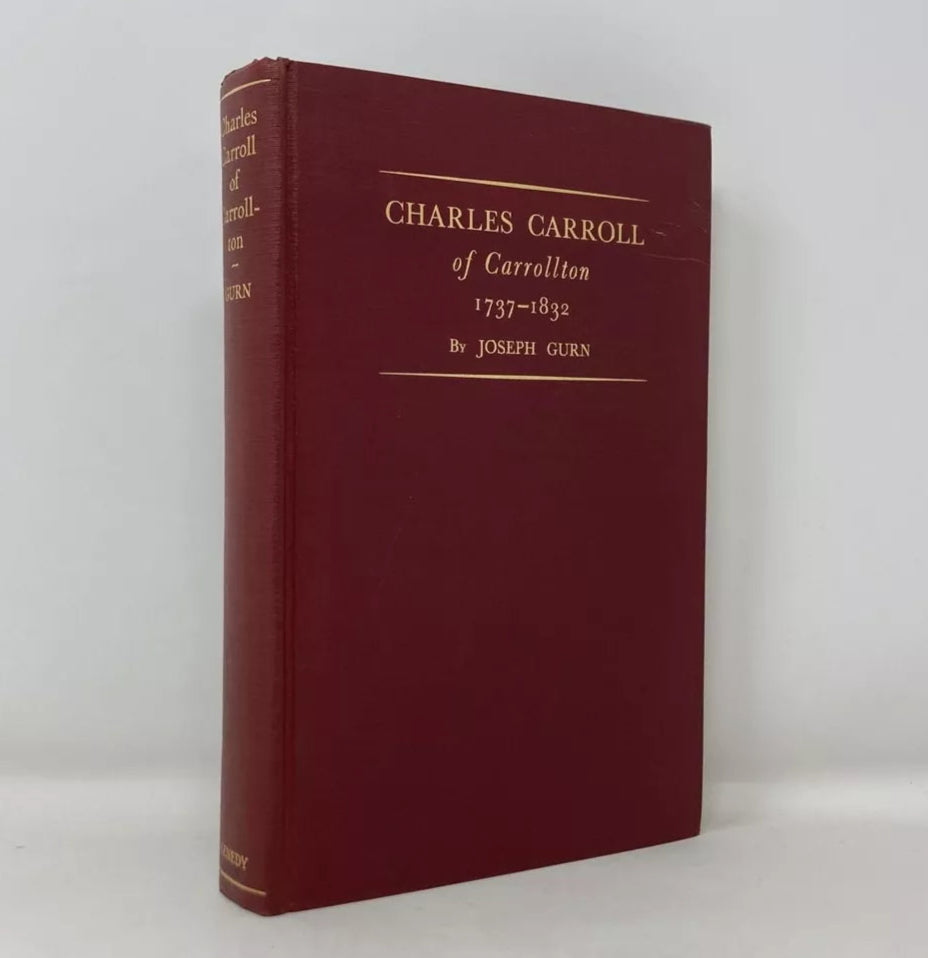 CHARLES CARROLL
of Carrollton
1737–1832
By JOSEPH GURN
Charles
Carroll
of
Carroll-
ton
~
GURN